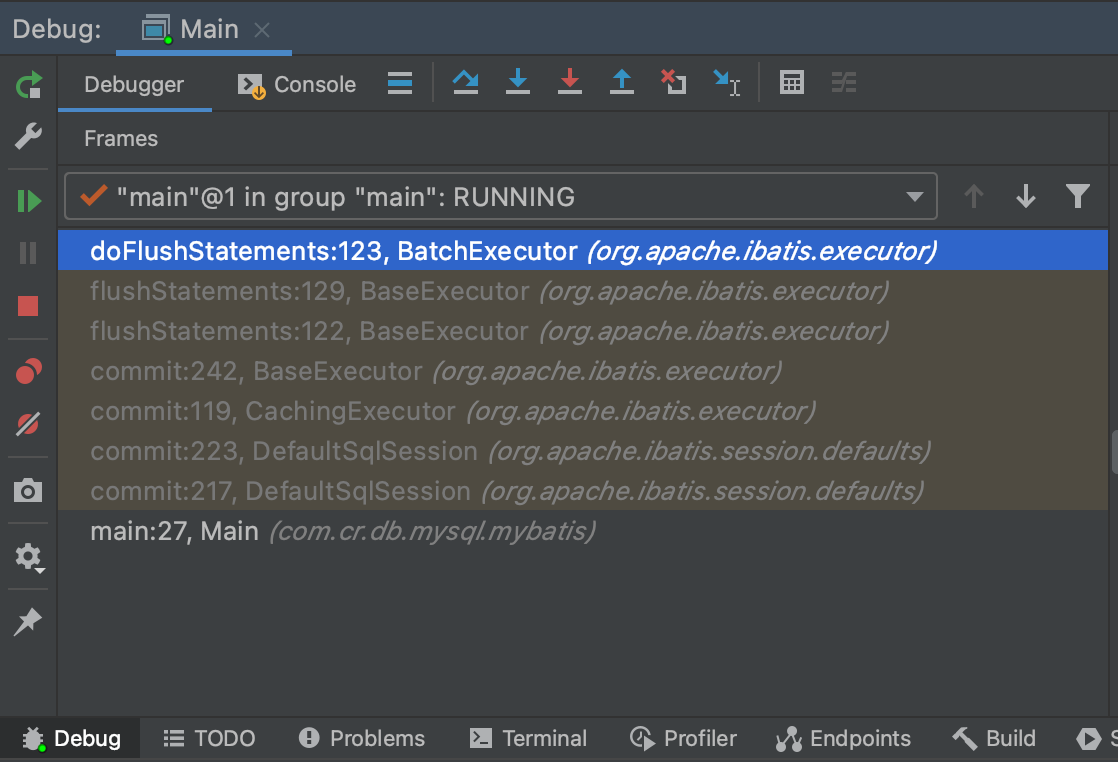 Debug: Main
Debugger Console
Frames
"main"@1 in group "main": RUNNING
doFlushStatements:123, BatchExecutor (org.apache.ibatis.executor)
flushStatements:129, BaseExecutor (org.apache.ibatis.executor)
flushStatements:122, BaseExecutor (org.apache.ibatis.executor)
commit:242, BaseExecutor (org.apache.ibatis.executor)
commit:119, CachingExecutor (org.apache.ibatis.executor)
commit:223, DefaultSqlSession (org.apache.ibatis.session.defaults)
commit:217, DefaultSqlSession (org.apache.ibatis.session.defaults)
main:27, Main (com.cr.db.mysql.mybatis)
Debug TODO Problems Terminal Profiler Endpoints Build